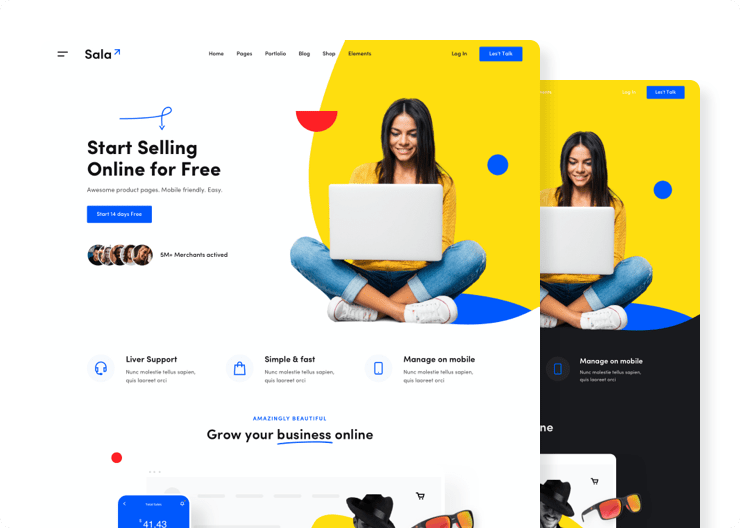 Sala
Home Pages Portfolio Blog Shop Elements
Log In
Les't Talk
Log In
Les't Talk
Start Selling
Online for Free
Awesome product pages. Mobile friendly. Easy.
Start 14 days Free
5M+ Merchants actived
Liver Support
Nunc molestie tellus sapien,
quis laoreet orci
Simple & fast
Nunc molestie tellus sapien,
quis laoreet orci
Manage on mobile
Nunc molestie tellus sapien,
quis laoreet orci
Manage on mobile
Nunc molestie tellus sapien,
quis laoreet orci
AMAZINGLY BEAUTIFUL
Grow your business online
ne
Total Sales
$41.43